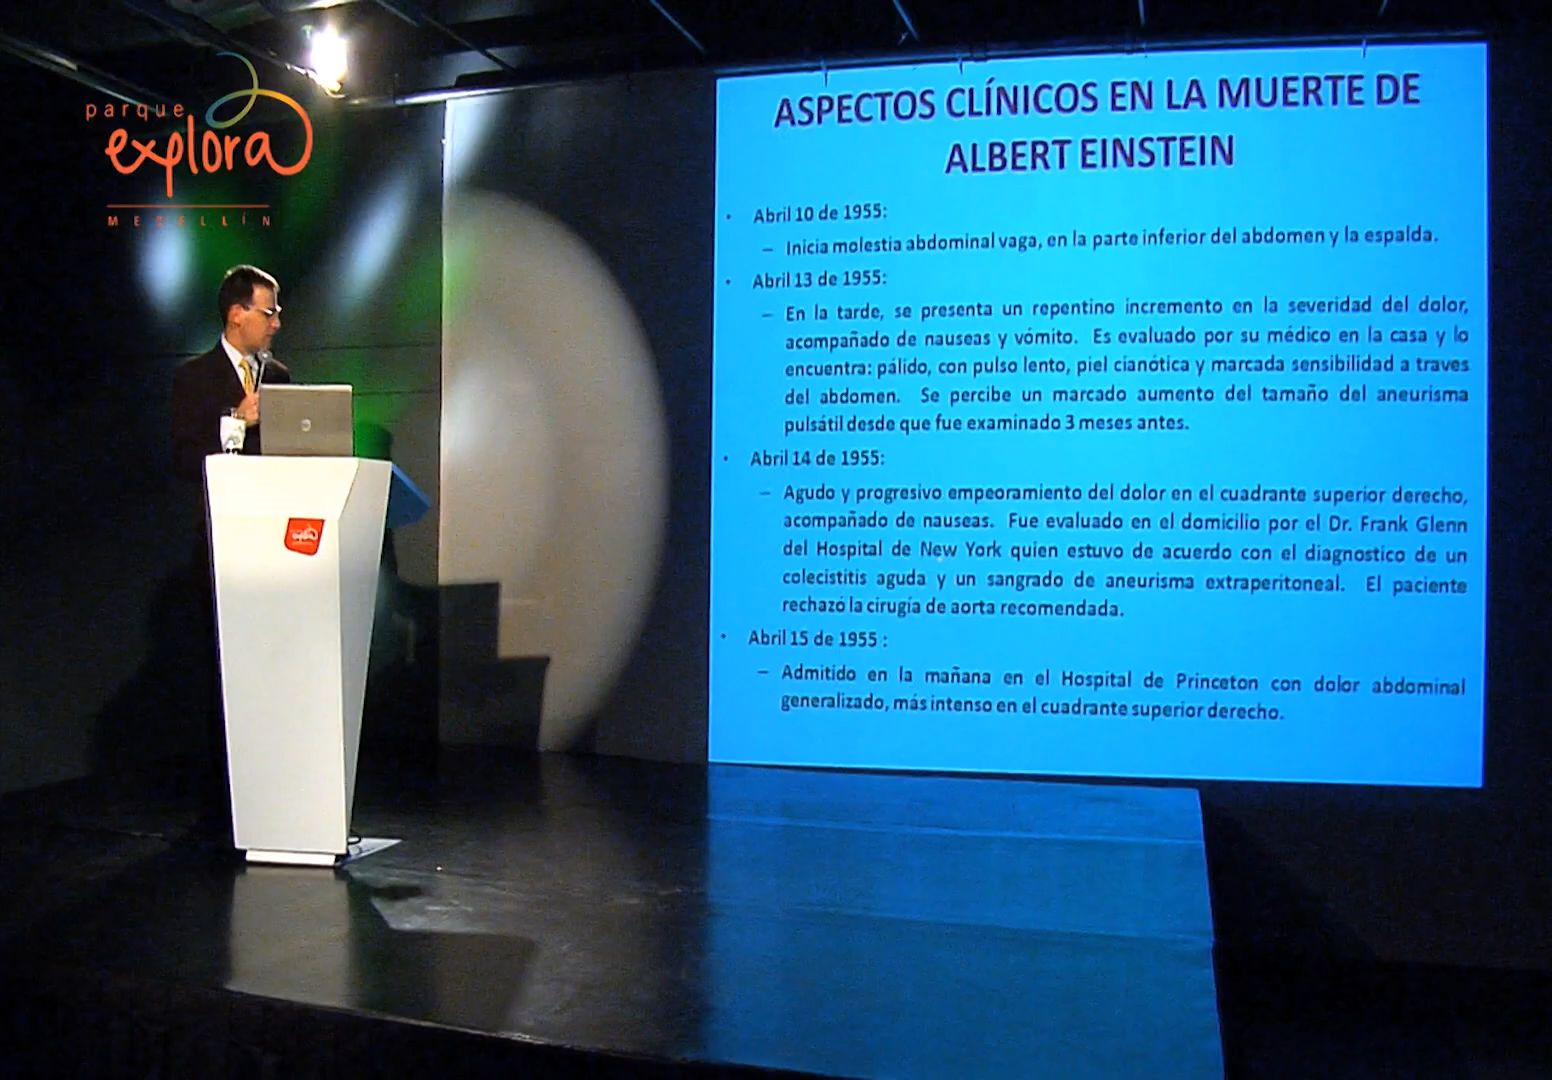 parque
explora
MEDELLÍN
ASPECTOS CLÍNICOS EN LA MUERTE DE
ALBERT EINSTEIN
• Abril 10 de 1955:
– Inicia molestia abdominal vaga, en la parte inferior del abdomen y la espalda.
• Abril 13 de 1955:
– En la tarde, se presenta un repentino incremento en la severidad del dolor,
acompañado de nauseas y vómito. Es evaluado por su médico en la casa y lo
encuentra: pálido, con pulso lento, piel cianótica y marcada sensibilidad a traves
del abdomen. Se percibe un marcado aumento del tamaño del aneurisma
pulsátil desde que fue examinado 3 meses antes.
• Abril 14 de 1955:
– Agudo y progresivo empeoramiento del dolor en el cuadrante superior derecho,
acompañado de nauseas. Fue evaluado en el domicilio por el Dr. Frank Glenn
del Hospital de New York quien estuvo de acuerdo con el diagnostico de un
colecistitis aguda y un sangrado de aneurisma extraperitoneal. El paciente
rechazó la cirugía de aorta recomendada.
• Abril 15 de 1955 :
– Admitido en la mañana en el Hospital de Princeton con dolor abdominal
generalizado, más intenso en el cuadrante superior derecho.